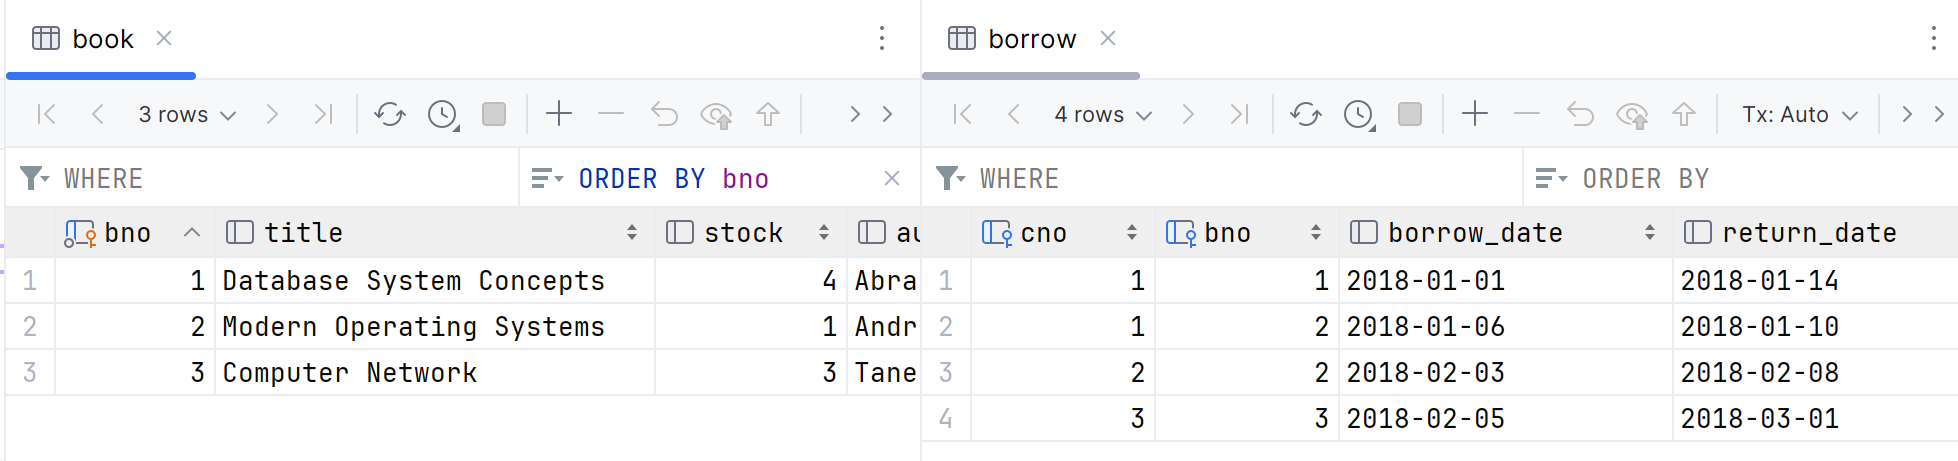 book
borrow
3 rows
4 rows Tx: Auto
WHERE ORDER BY bno
WHERE ORDER BY
bno title stock au
cno bno borrow_date return_date
1 1 Database System Concepts 4 Abra
2 2 Modern Operating Systems 1 Andr
3 3 Computer Network 3 Tane
1 1 1 2018-01-01 2018-01-14
2 1 2 2018-01-06 2018-01-10
3 2 2 2018-02-03 2018-02-08
4 3 3 2018-02-05 2018-03-01